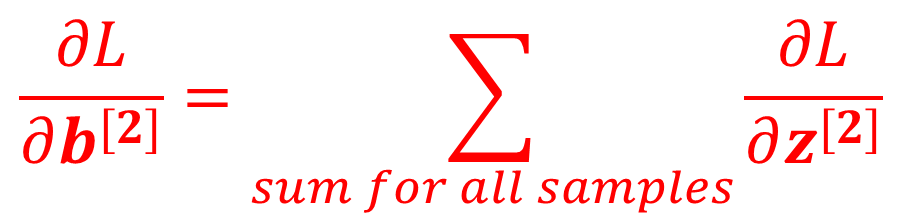 ∂L/∂b^[2] = ∑ ∂L/∂z^[2]
sum for all samples